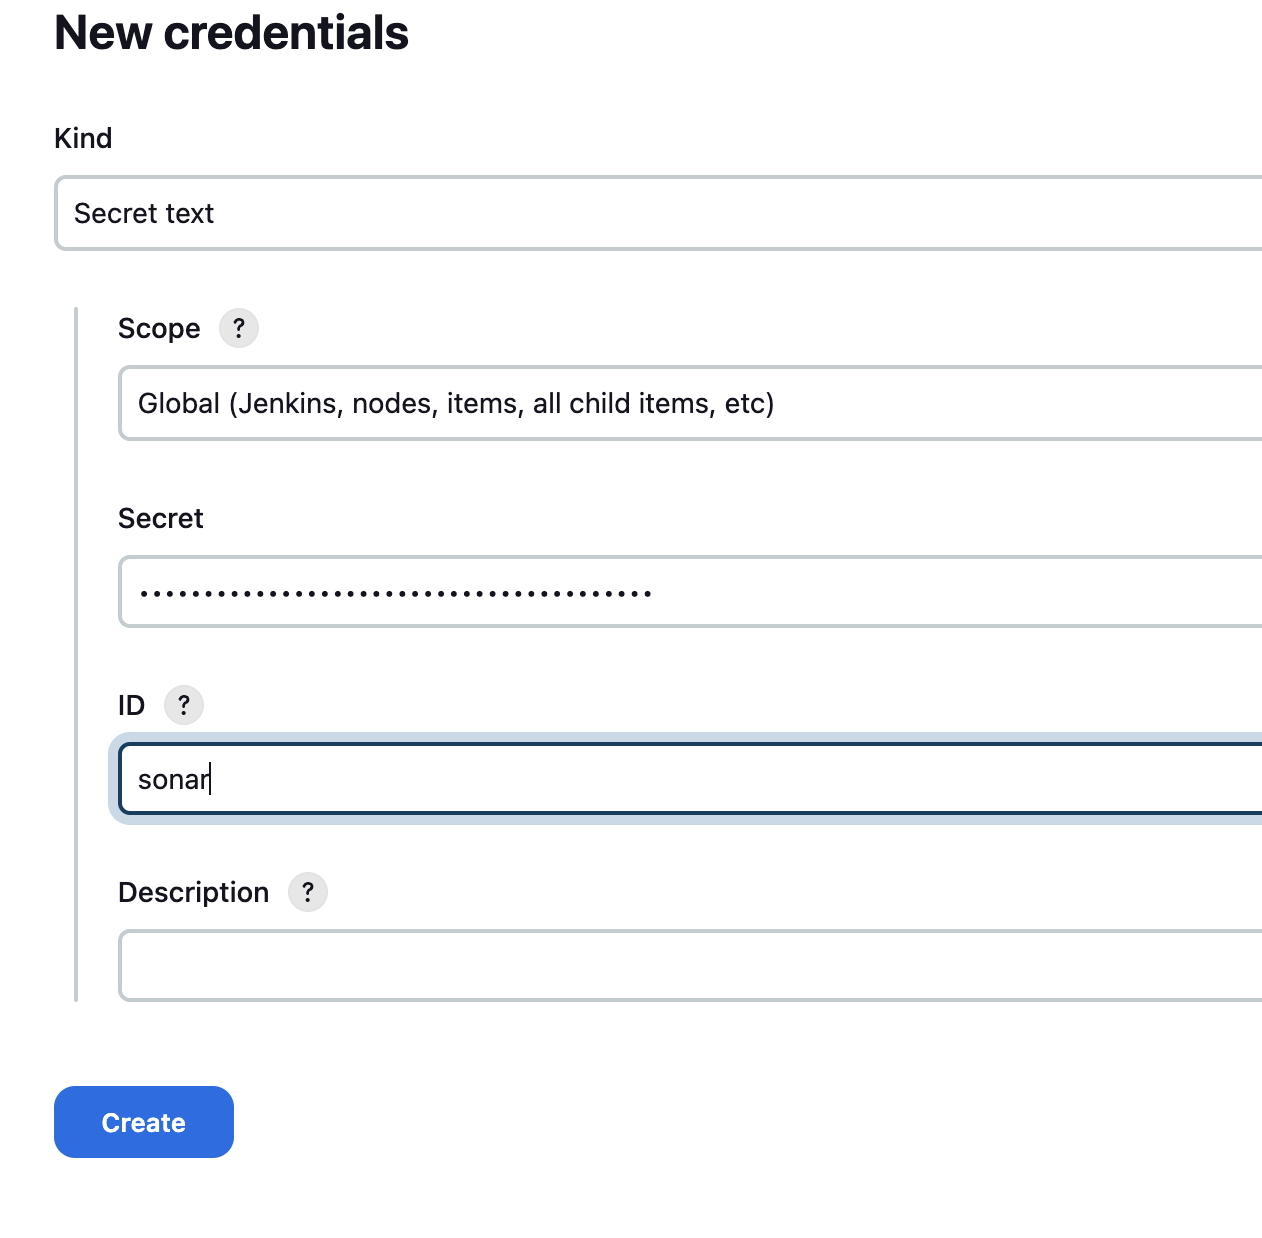 New credentials
Kind
Secret text
Scope ?
Global (Jenkins, nodes, items, all child items, etc)
Secret
••••••••••••••••••••••••••••••••••••••••
ID ?
sonar
Description ?
Create